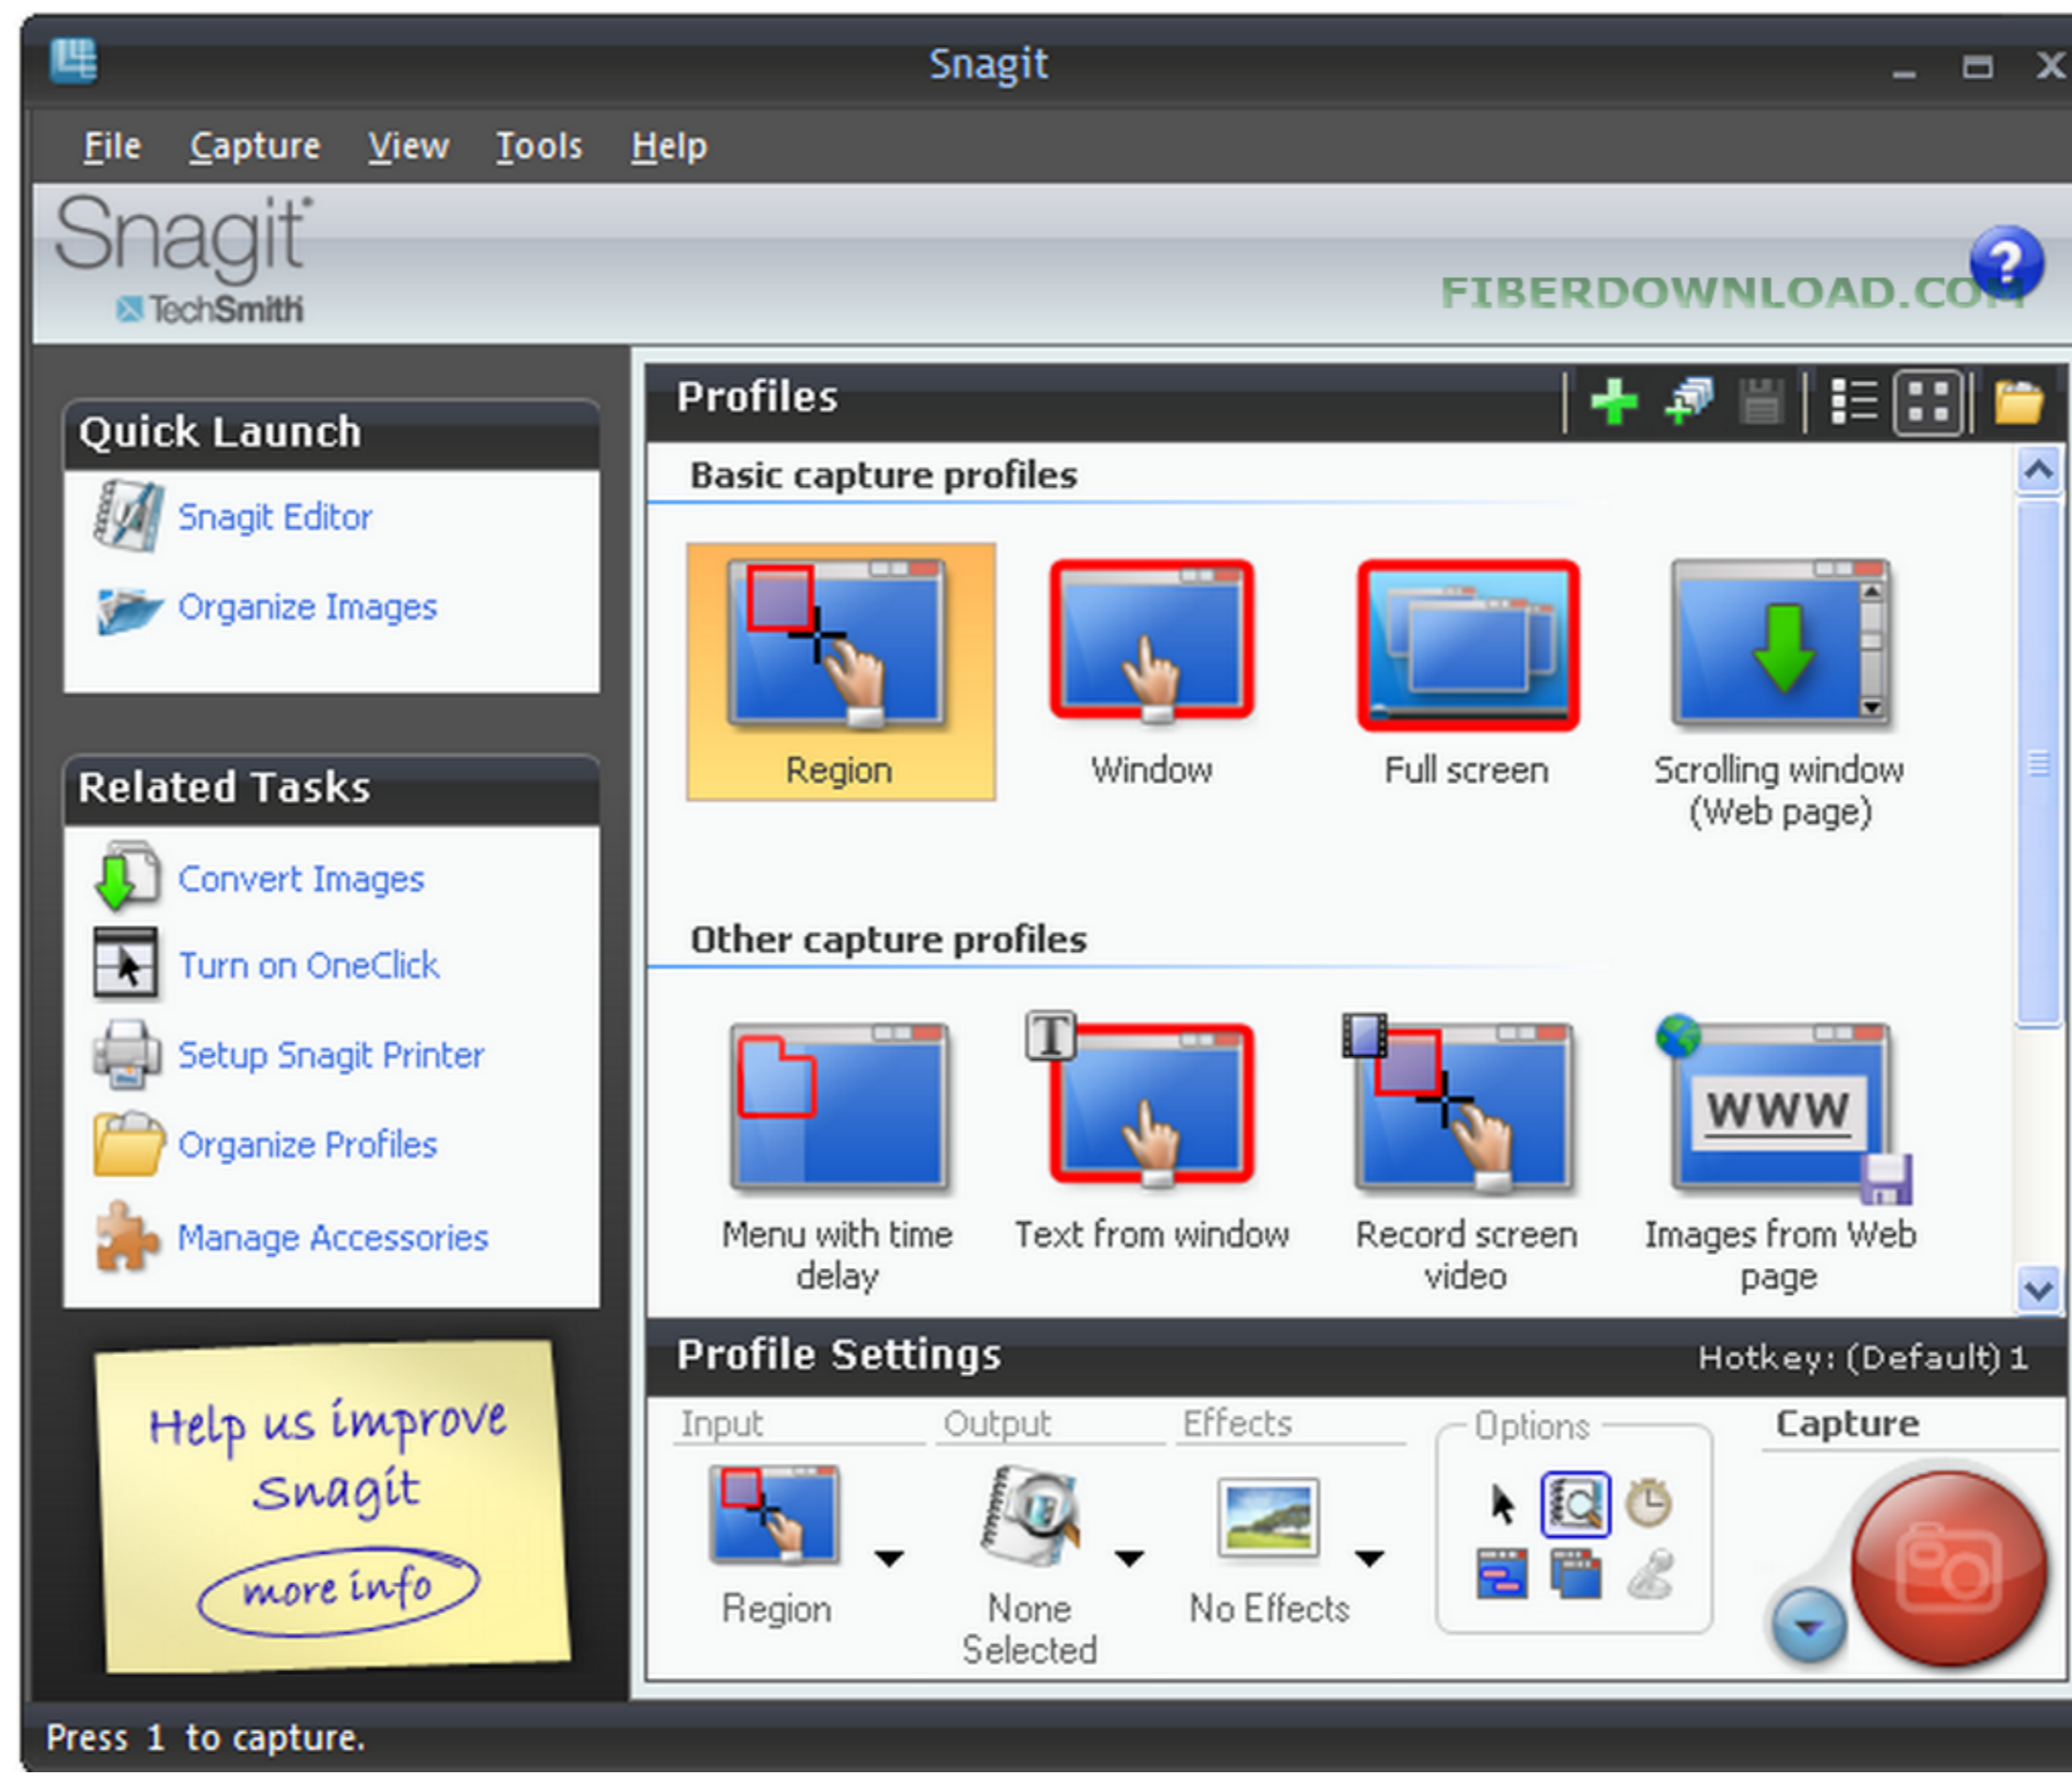 Snagit
File Capture View Tools Help
Snagit
TechSmith
FIBERDOWNLOAD.COM
?
Quick Launch
Snagit Editor
Organize Images
Related Tasks
Convert Images
Turn on OneClick
Setup Snagit Printer
Organize Profiles
Manage Accessories
Help us improve
Snagit
more info
Profiles
Basic capture profiles
Region Window Full screen Scrolling window
(Web page)
Other capture profiles
T
WWW
Menu with time Text from window Record screen Images from Web
delay video page
Profile Settings Hotkey: (Default) 1
Input Output Effects Options Capture
Region None No Effects
Selected
Press 1 to capture.